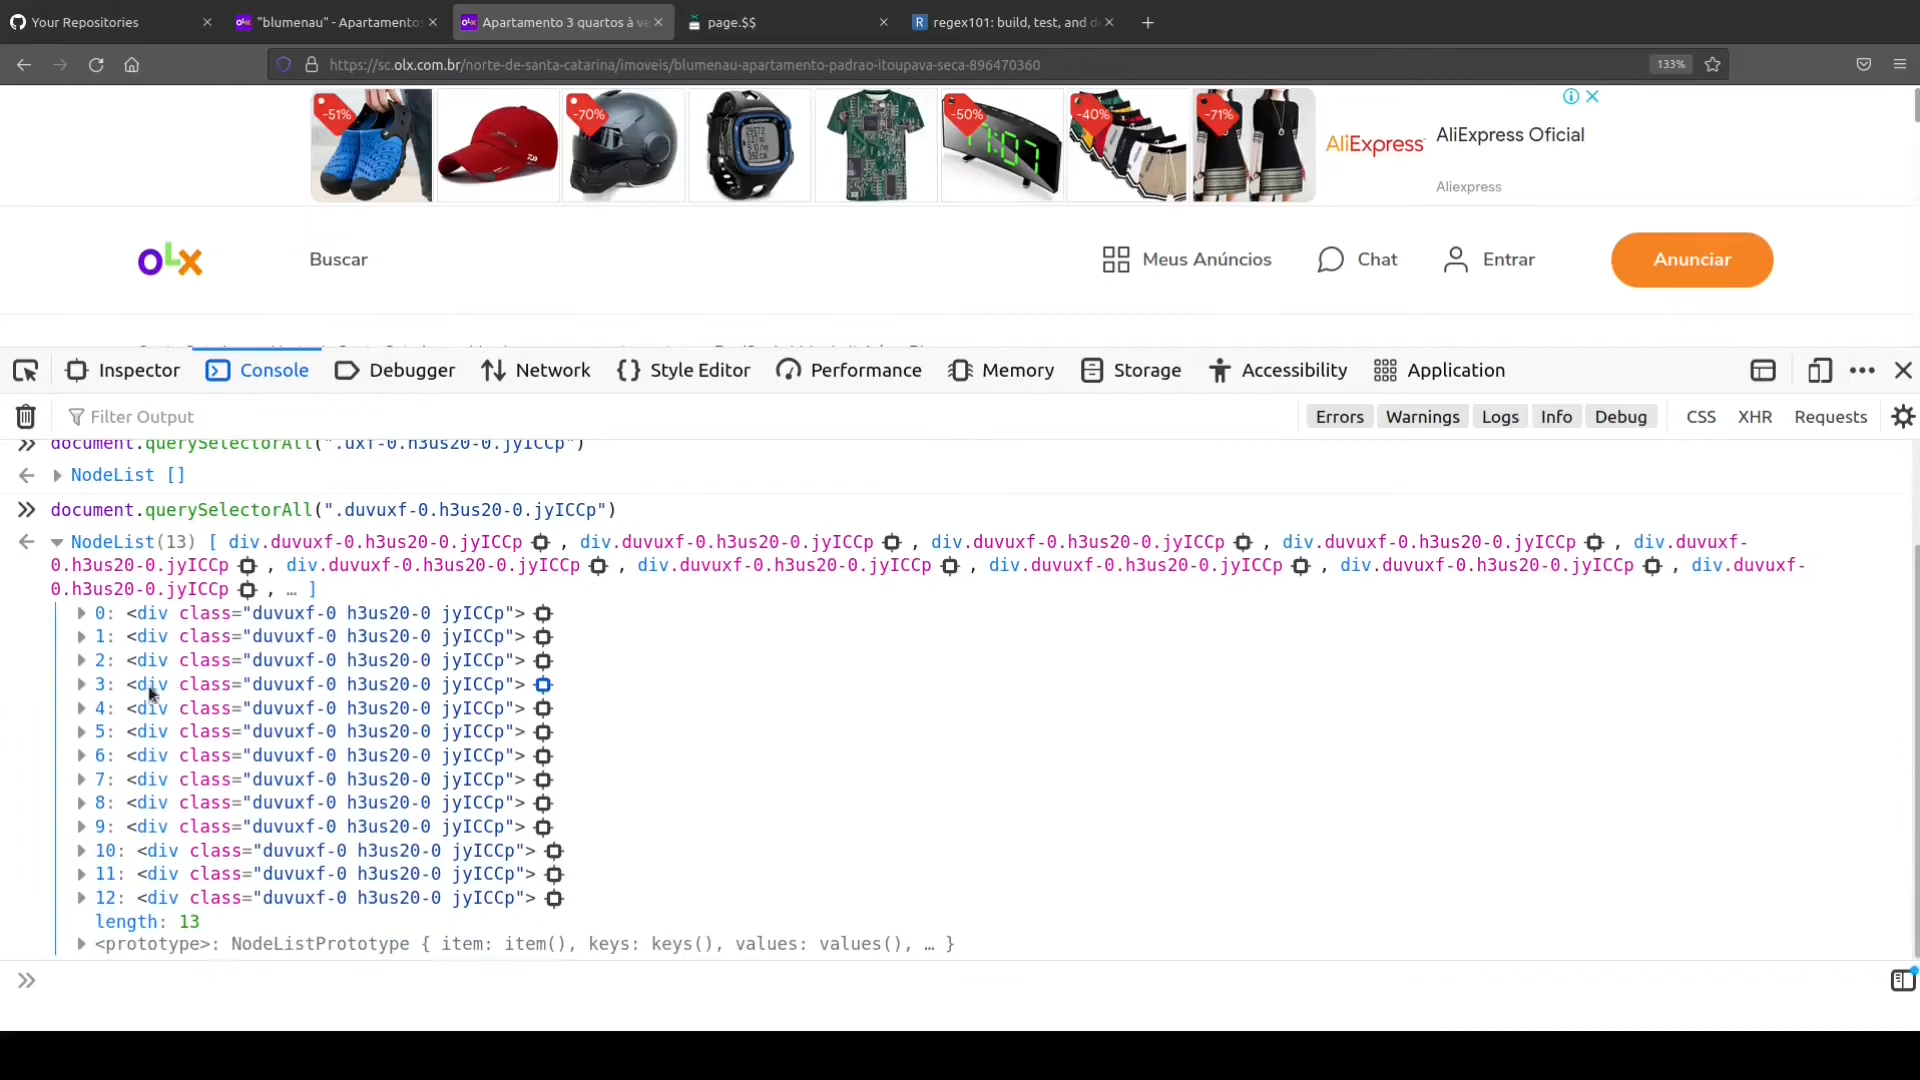 Your Repositories
"blumenau" - Apartamentos
Apartamento 3 quartos à ve
page.$$
regex101: build, test, and de
https://sc.olx.com.br/norte-de-santa-catarina/imoveis/blumenau-apartamento-padrao-itoupava-seca-896470360
133%
-51%
-70%
-50%
-40%
-71%
11:07
AliExpress
AliExpress Oficial
Aliexpress
olx
Buscar
Meus Anúncios
Chat
Entrar
Anunciar
Inspector
Console
Debugger
Network
Style Editor
Performance
Memory
Storage
Accessibility
Application
Filter Output
Errors
Warnings
Logs
Info
Debug
CSS
XHR
Requests
document.querySelectorAll(".uxf-0.h3us20-0.jyICCp")
NodeList []
document.querySelectorAll(".duvuxf-0.h3us20-0.jyICCp")
NodeList(13) [ div.duvuxf-0.h3us20-0.jyICCp , div.duvuxf-0.h3us20-0.jyICCp , div.duvuxf-0.h3us20-0.jyICCp , div.duvuxf-0.h3us20-0.jyICCp , div.duvuxf-
0.h3us20-0.jyICCp , div.duvuxf-0.h3us20-0.jyICCp , div.duvuxf-0.h3us20-0.jyICCp , div.duvuxf-0.h3us20-0.jyICCp , div.duvuxf-0.h3us20-0.jyICCp , div.duvuxf-
0.h3us20-0.jyICCp , … ]
0: <div class="duvuxf-0 h3us20-0 jyICCp">
1: <div class="duvuxf-0 h3us20-0 jyICCp">
2: <div class="duvuxf-0 h3us20-0 jyICCp">
3: <div class="duvuxf-0 h3us20-0 jyICCp">
4: <div class="duvuxf-0 h3us20-0 jyICCp">
5: <div class="duvuxf-0 h3us20-0 jyICCp">
6: <div class="duvuxf-0 h3us20-0 jyICCp">
7: <div class="duvuxf-0 h3us20-0 jyICCp">
8: <div class="duvuxf-0 h3us20-0 jyICCp">
9: <div class="duvuxf-0 h3us20-0 jyICCp">
10: <div class="duvuxf-0 h3us20-0 jyICCp">
11: <div class="duvuxf-0 h3us20-0 jyICCp">
12: <div class="duvuxf-0 h3us20-0 jyICCp">
length: 13
<prototype>: NodeListPrototype { item: item(), keys: keys(), values: values(), … }